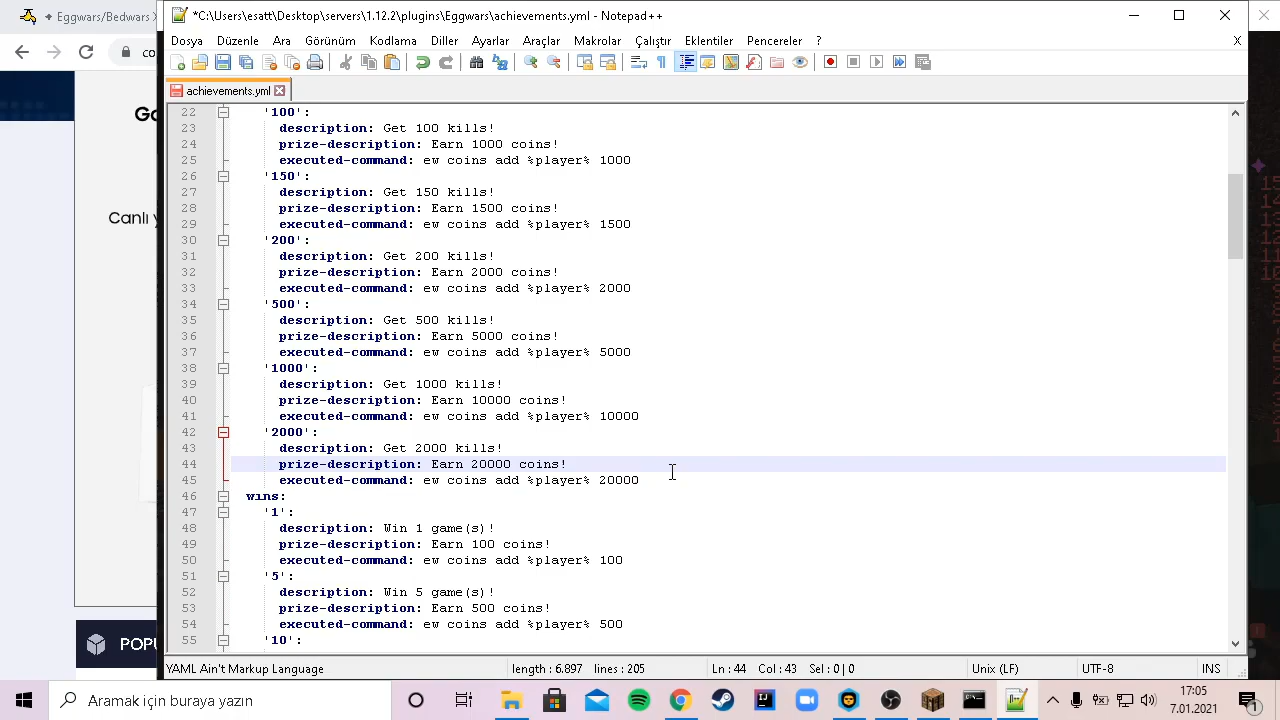 Eggwars/Bedwars X
*C:\Users\esatt\Desktop\servers\1.12.2\plugins\Eggwars\achievements.yml - Notepad++
co
Dosya Düzenle Ara Görünüm Kodlama Diller Ayarlar Araçlar Makrolar Çalıştır Eklentiler Pencereler ? X
achievements.yml
22 '100':
23 description: Get 100 kills!
24 prize-description: Earn 1000 coins!
25 executed-command: ew coins add %player% 1000
26 '150':
27 description: Get 150 kills!
28 prize-description: Earn 1500 coins!
29 executed-command: ew coins add %player% 1500
30 '200':
31 description: Get 200 kills!
32 prize-description: Earn 2000 coins!
33 executed-command: ew coins add %player% 2000
34 '500':
35 description: Get 500 kills!
36 prize-description: Earn 5000 coins!
37 executed-command: ew coins add %player% 5000
38 '1000':
39 description: Get 1000 kills!
40 prize-description: Earn 10000 coins!
41 executed-command: ew coins add %player% 10000
42 '2000':
43 description: Get 2000 kills!
44 prize-description: Earn 20000 coins!
45 executed-command: ew coins add %player% 20000
46 wins:
47 '1':
48 description: Win 1 game(s)!
49 prize-description: Earn 100 coins!
50 executed-command: ew coins add %player% 100
51 '5':
52 description: Win 5 game(s)!
53 prize-description: Earn 500 coins!
54 executed-command: ew coins add %player% 500
55 '10':
Canlı y
POPU
YAML Ain't Markup Language length : 6.897 lines : 205 Ln : 44 Col : 43 Sel : 0 | 0 Unix (LF) UTF-8 INS
Aramak için buraya yazın
17:05
7.01.2021